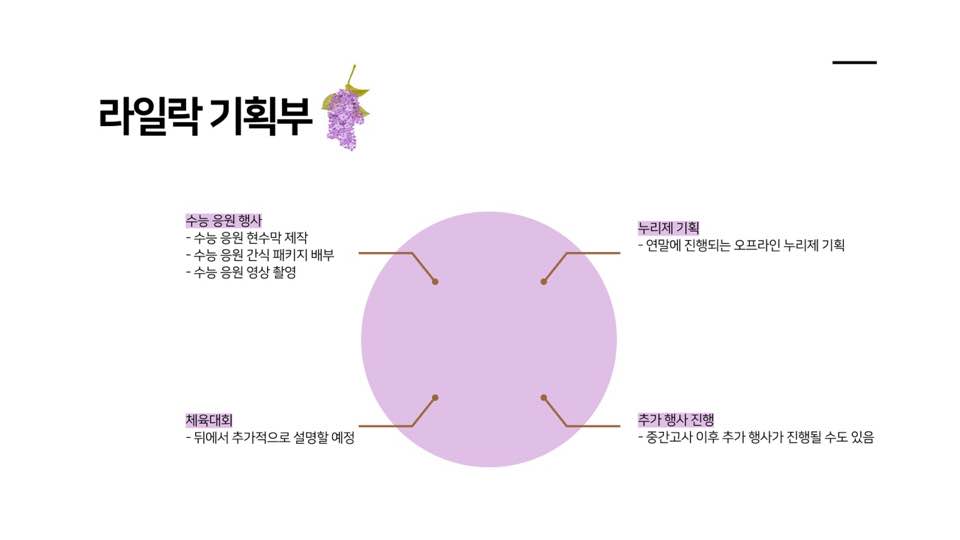 라일락 기획부
수능 응원 행사
- 수능 응원 현수막 제작
- 수능 응원 간식 패키지 배부
- 수능 응원 영상 촬영
누리제 기획
- 연말에 진행되는 오프라인 누리제 기획
체육대회
- 뒤에서 추가적으로 설명할 예정
추가 행사 진행
- 중간고사 이후 추가 행사가 진행될 수도 있음